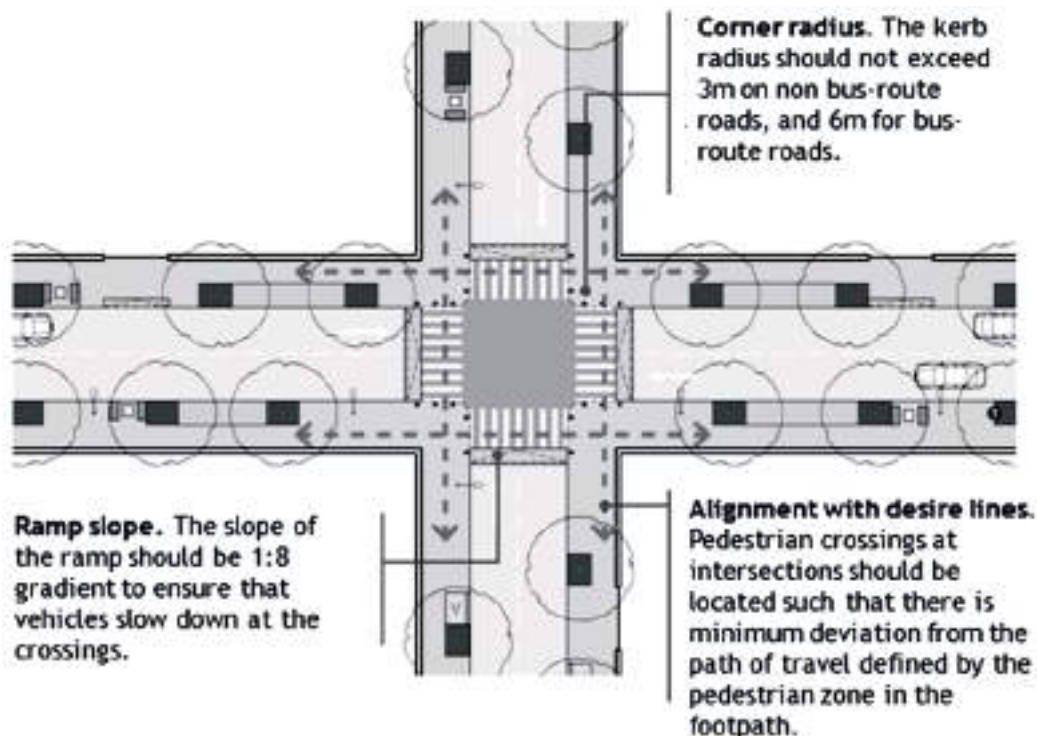 Corner radius. The kerb
radius should not exceed
3m on non bus-route
roads, and 6m for bus-
route roads.
Ramp slope. The slope of
the ramp should be 1:8
gradient to ensure that
vehicles slow down at the
crossings.
Alignment with desire lines.
Pedestrian crossings at
intersections should be
located such that there is
minimum deviation from the
path of travel defined by the
pedestrian zone in the
footpath.
V